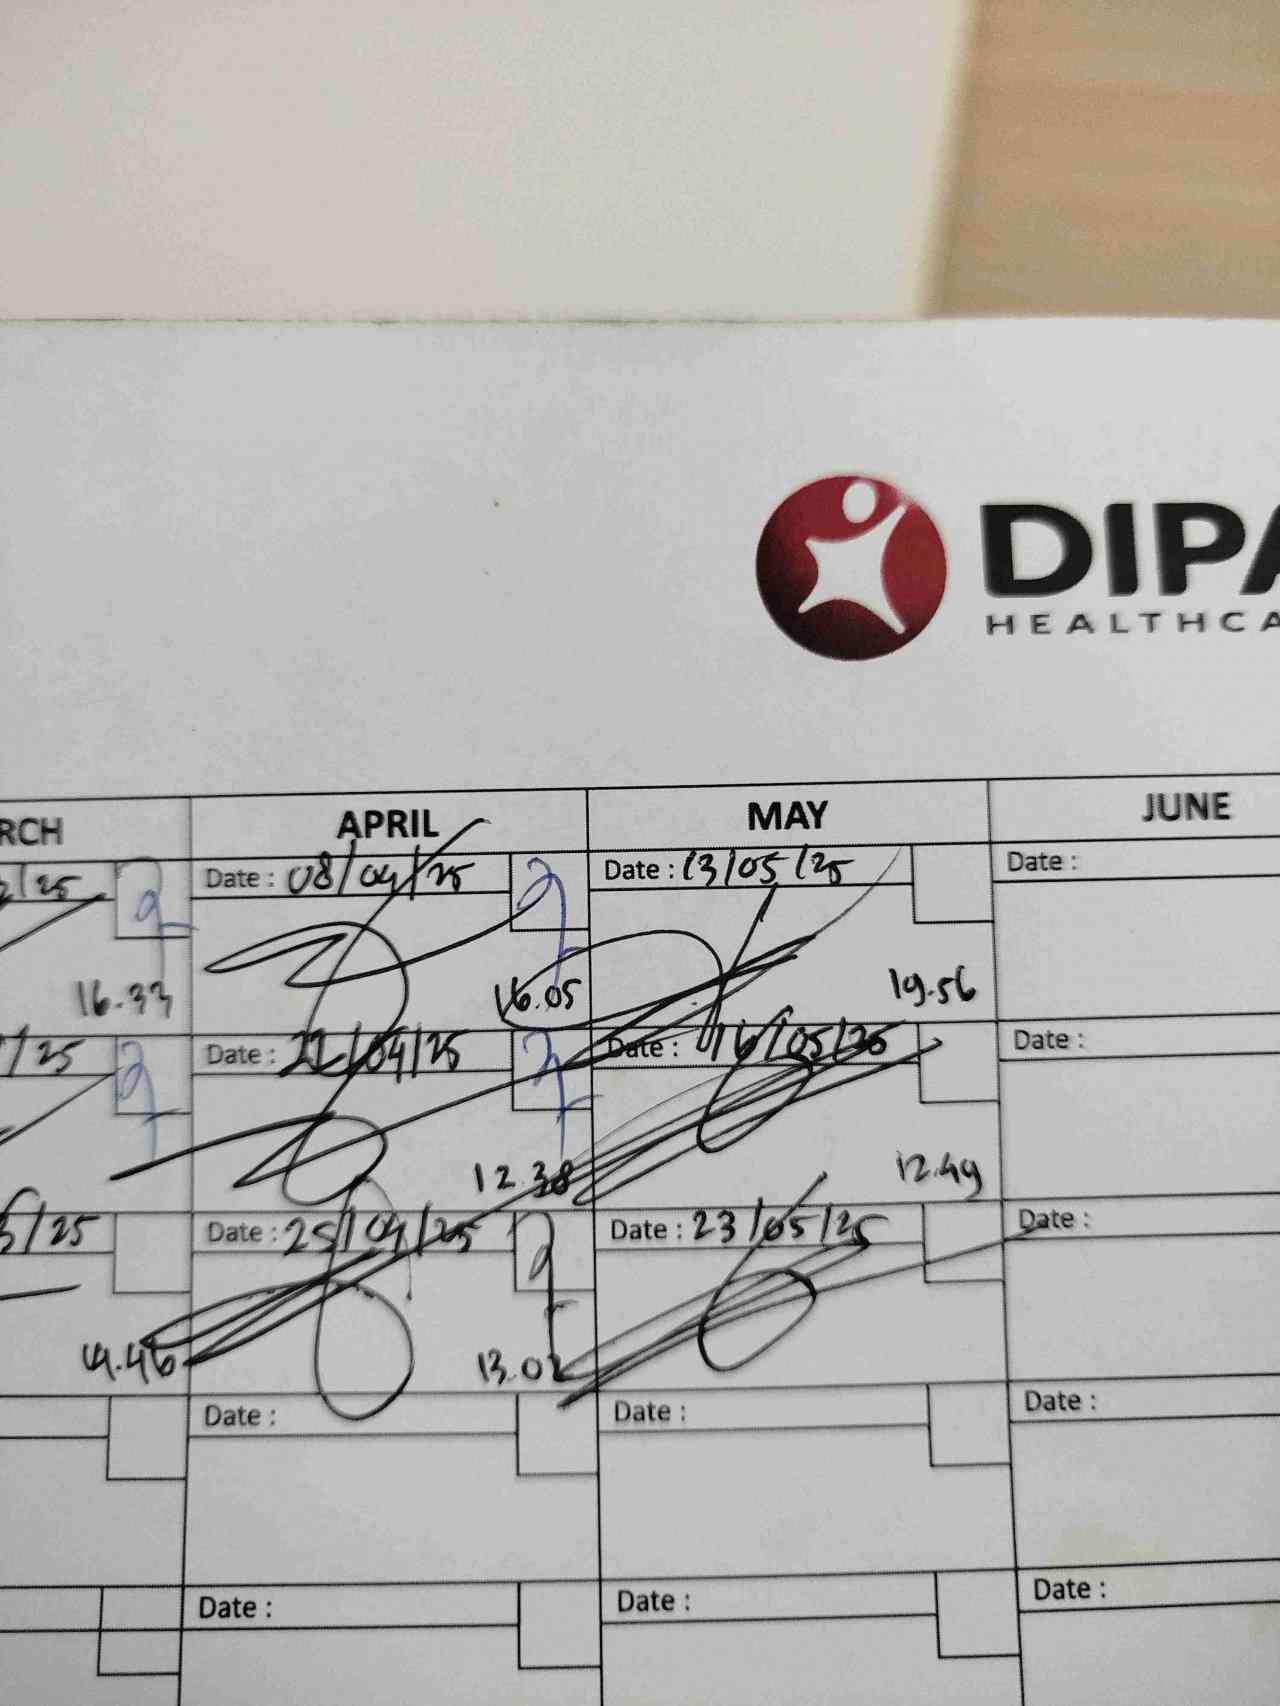 DIPA
HEALTHCA
RCH APRIL MAY JUNE
/25 Date : 08/04/25 Date : 13/05/25 Date :
16.33 16.05 19.56
/25 Date : 22/04/25 Date : 16/05/25 Date :
12.38 12.49
/25 Date : 25/04/25 Date : 23/05/25 Date :
14.46 13.02
Date : Date : Date :
Date : Date : Date :